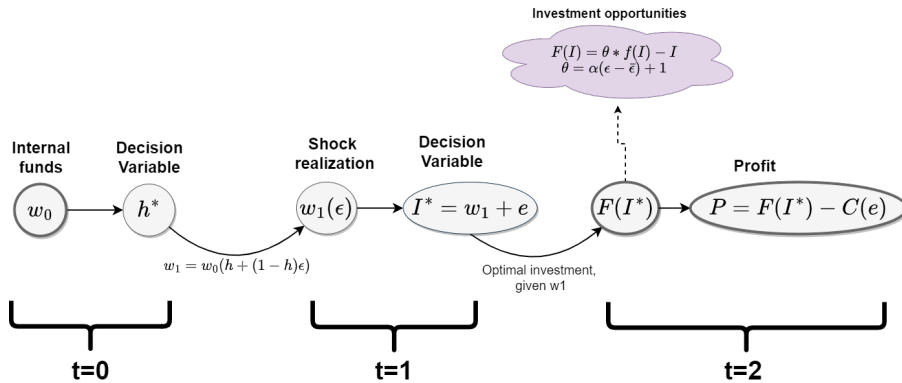 Investment opportunities
F(I) = θ * f(I) − I
θ = α(ϵ − ϵ̄) + 1
Internal
funds
Decision
Variable
Shock
realization
Decision
Variable
Profit
w₀
h*
w₁(ϵ)
I* = w₁ + e
F(I*)
P = F(I*) − C(e)
w₁ = w₀(h + (1 − h)ϵ)
Optimal investment,
given w1
t=0
t=1
t=2